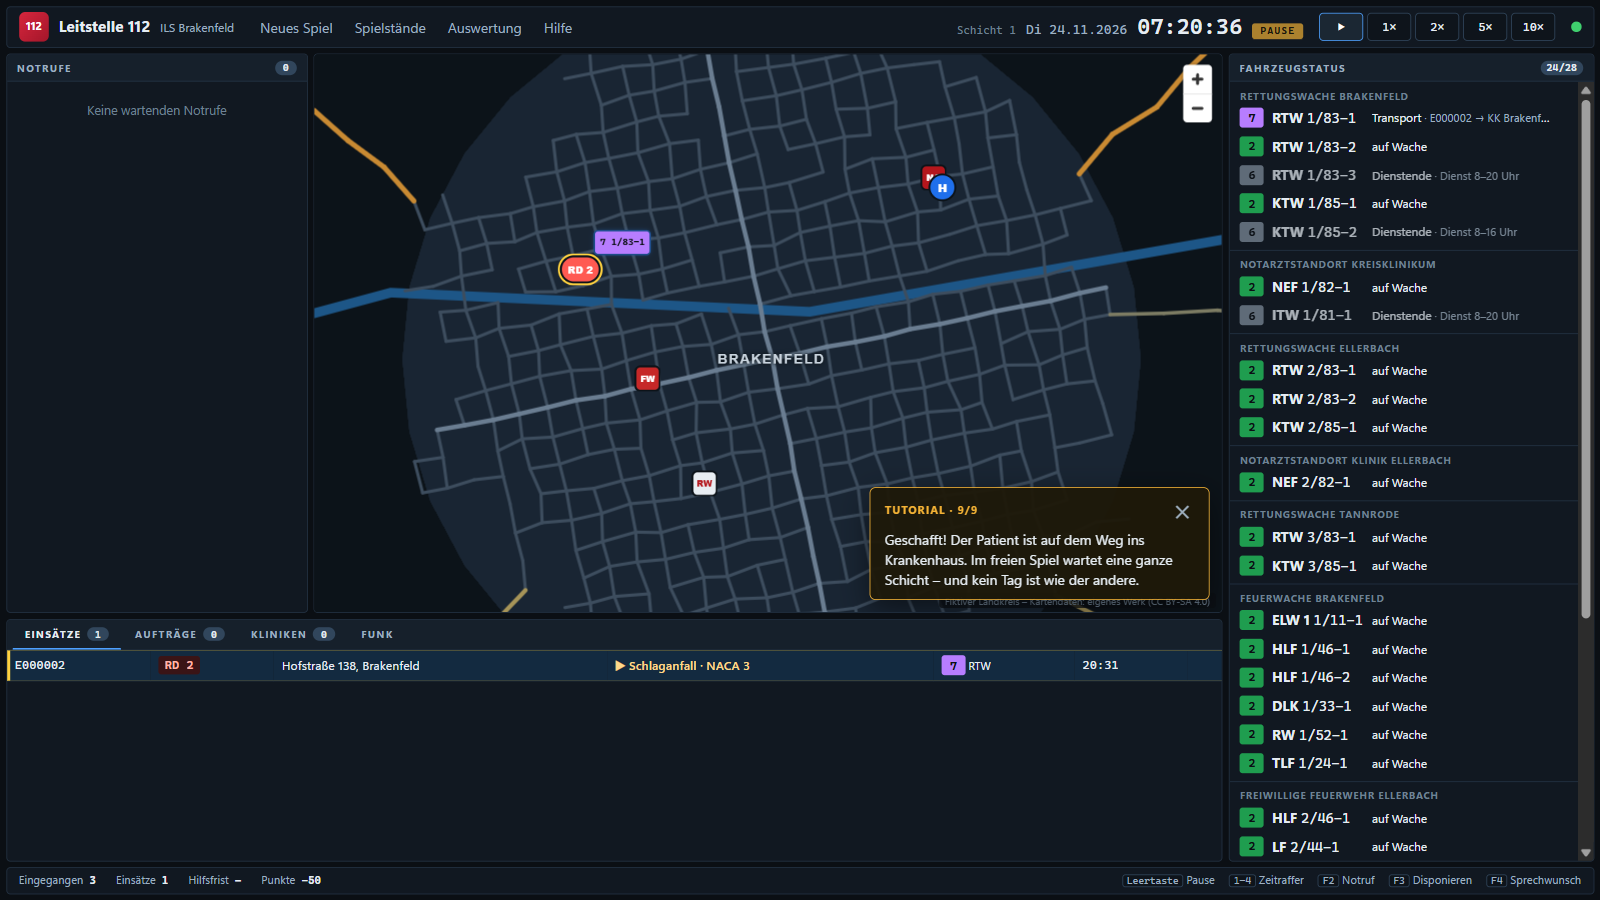 112 Leitstelle 112 ILS Brakenfeld Neues Spiel Spielstände Auswertung Hilfe Schicht 1 Di 24.11.2026 07:20:36 PAUSE 1× 2× 5× 10×
NOTRUFE 0
Keine wartenden Notrufe
H
7 1/83-1
RD 2
BRAKENFELD
FW
RW
+
−
TUTORIAL · 9/9
Geschafft! Der Patient ist auf dem Weg ins
Krankenhaus. Im freien Spiel wartet eine ganze
Schicht – und kein Tag ist wie der andere.
Fiktiver Landkreis – Kartendaten: eigenes Werk (CC BY-SA 4.0)
FAHRZEUGSTATUS 24/28
RETTUNGSWACHE BRAKENFELD
7 RTW 1/83-1 Transport · E000002 → KK Brakenf...
2 RTW 1/83-2 auf Wache
6 RTW 1/83-3 Dienstende · Dienst 8–20 Uhr
2 KTW 1/85-1 auf Wache
6 KTW 1/85-2 Dienstende · Dienst 8–16 Uhr
NOTARZTSTANDORT KREISKLINIKUM
2 NEF 1/82-1 auf Wache
6 ITW 1/81-1 Dienstende · Dienst 8–20 Uhr
RETTUNGSWACHE ELLERBACH
2 RTW 2/83-1 auf Wache
2 RTW 2/83-2 auf Wache
2 KTW 2/85-1 auf Wache
NOTARZTSTANDORT KLINIK ELLERBACH
2 NEF 2/82-1 auf Wache
RETTUNGSWACHE TANNRODE
2 RTW 3/83-1 auf Wache
2 KTW 3/85-1 auf Wache
FEUERWACHE BRAKENFELD
2 ELW 1 1/11-1 auf Wache
2 HLF 1/46-1 auf Wache
2 HLF 1/46-2 auf Wache
2 DLK 1/33-1 auf Wache
2 RW 1/52-1 auf Wache
2 TLF 1/24-1 auf Wache
FREIWILLIGE FEUERWEHR ELLERBACH
2 HLF 2/46-1 auf Wache
2 LF 2/44-1 auf Wache
EINSÄTZE 1 AUFTRÄGE 0 KLINIKEN 0 FUNK
E000002 RD 2 Hofstraße 138, Brakenfeld ▶ Schlaganfall · NACA 3 7 RTW 20:31
Eingegangen 3 Einsätze 1 Hilfsfrist – Punkte −50 Leertaste Pause 1–4 Zeitraffer F2 Notruf F3 Disponieren F4 Sprechwunsch